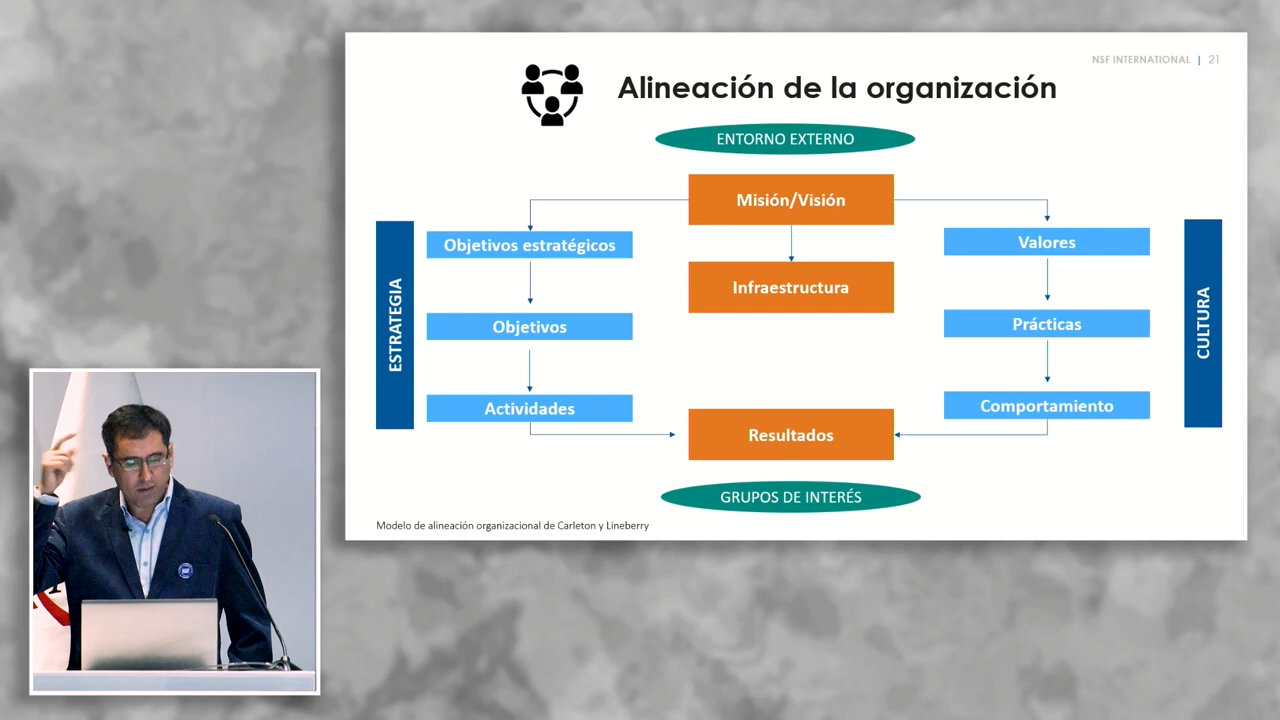 NSF INTERNATIONAL | 21
Alineación de la organización
ENTORNO EXTERNO
Misión/Visión
Objetivos estratégicos
Valores
Infraestructura
ESTRATEGIA
CULTURA
Objetivos
Prácticas
Actividades
Comportamiento
Resultados
GRUPOS DE INTERÉS
Modelo de alineación organizacional de Carleton y Lineberry
NSF